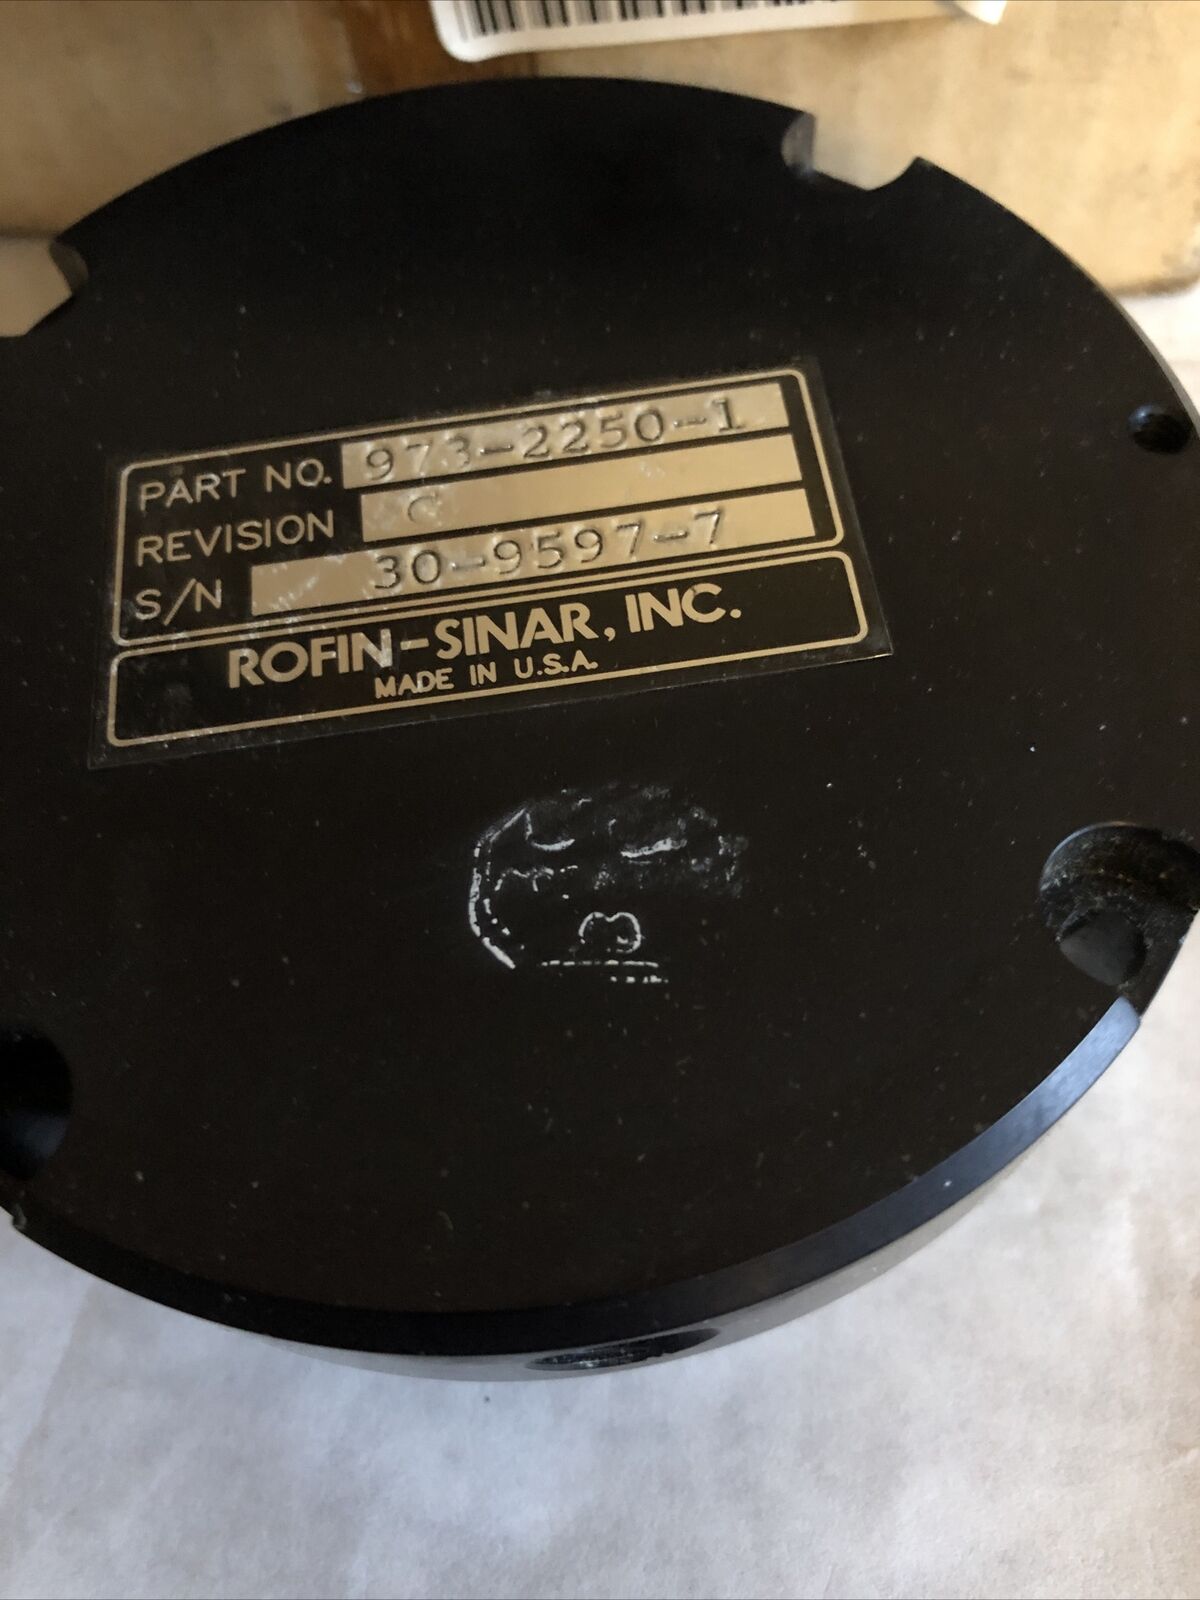 PART NO. 973-2250-1
REVISION C
S/N 30-9597-7
ROFIN-SINAR, INC.
MADE IN U.S.A.